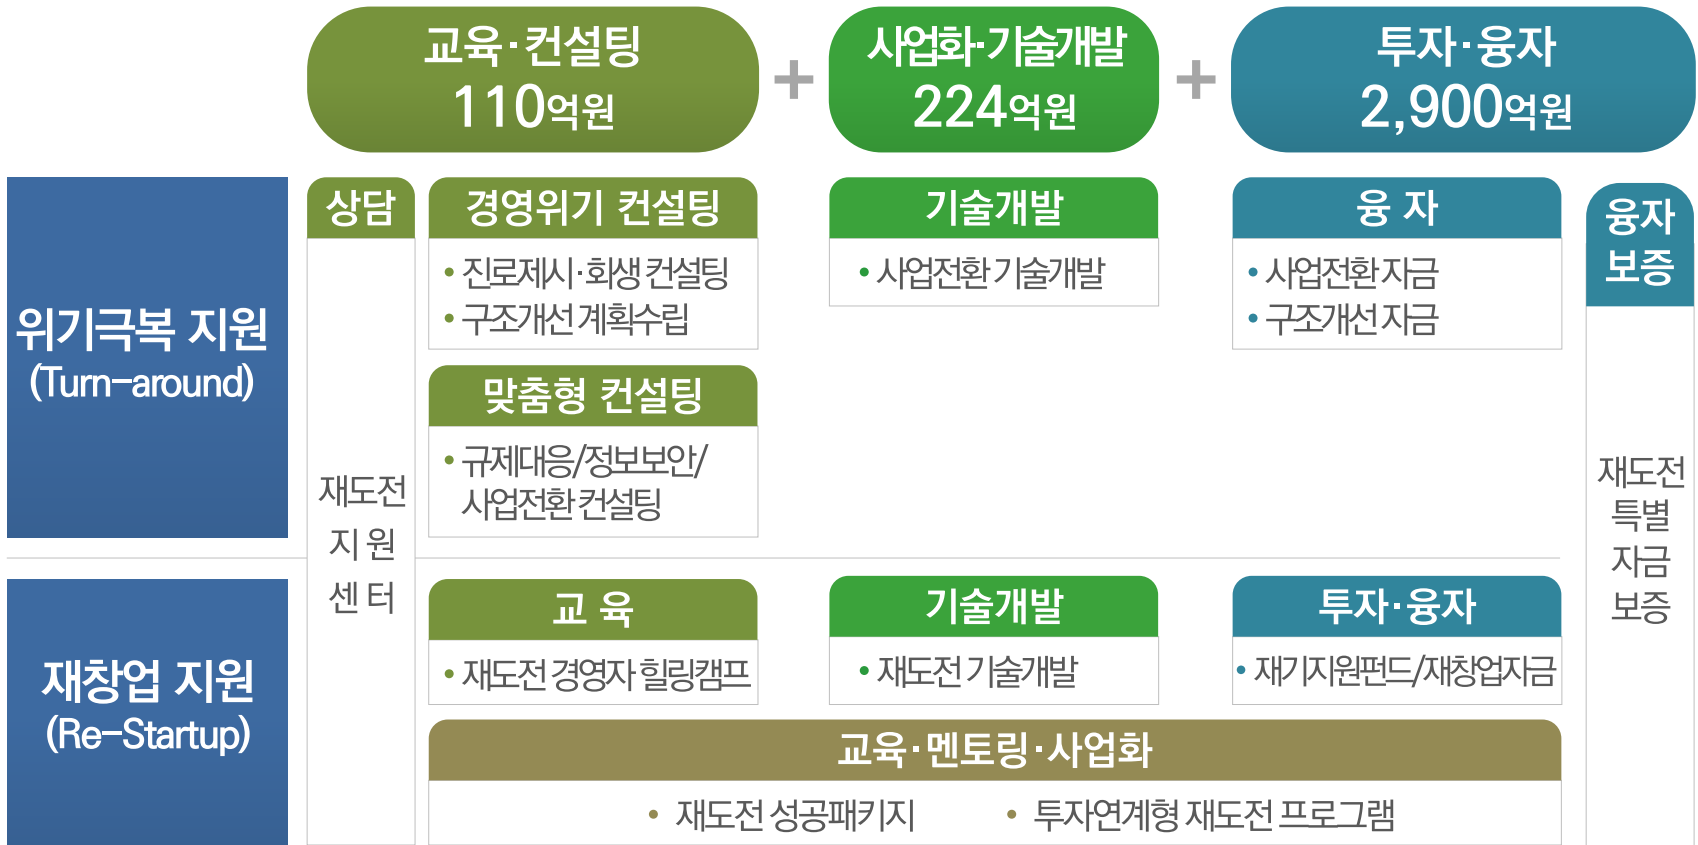 교육·컨설팅
110억원
+
사업화·기술개발
224억원
+
투자·융자
2,900억원
위기극복 지원
(Turn-around)
상담
재도전
지 원
센 터
경영위기 컨설팅
• 진로제시·회생 컨설팅
• 구조개선 계획수립
맞춤형 컨설팅
• 규제대응/정보보안/
사업전환 컨설팅
기술개발
• 사업전환 기술개발
융 자
• 사업전환 자금
• 구조개선 자금
융자
보증
재도전
특별
자금
보증
재창업 지원
(Re-Startup)
교 육
• 재도전 경영자 힐링캠프
기술개발
• 재도전 기술개발
투자·융자
• 재기지원펀드/재창업자금
교육·멘토링·사업화
• 재도전 성공패키지
• 투자연계형 재도전 프로그램